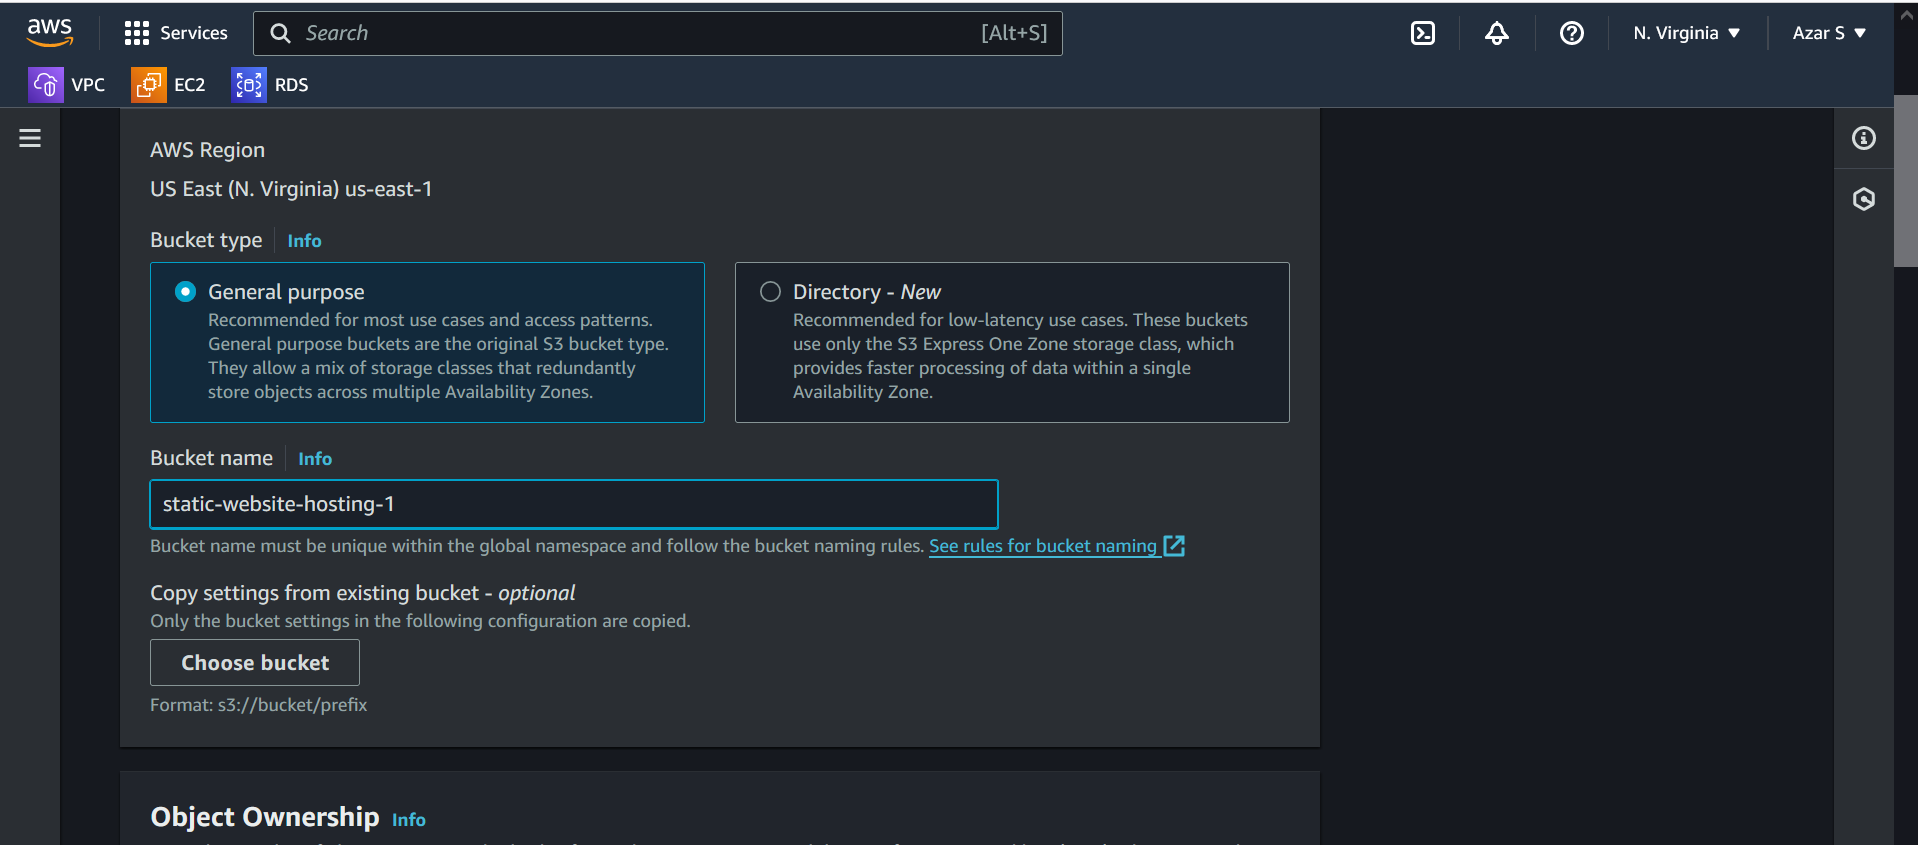 aws
Services
Search
[Alt+S]
N. Virginia
Azar S
VPC
EC2
RDS
AWS Region
US East (N. Virginia) us-east-1
Bucket type
Info
General purpose
Recommended for most use cases and access patterns.
General purpose buckets are the original S3 bucket type.
They allow a mix of storage classes that redundantly
store objects across multiple Availability Zones.
Directory - New
Recommended for low-latency use cases. These buckets
use only the S3 Express One Zone storage class, which
provides faster processing of data within a single
Availability Zone.
Bucket name
Info
static-website-hosting-1
Bucket name must be unique within the global namespace and follow the bucket naming rules. See rules for bucket naming
Copy settings from existing bucket - optional
Only the bucket settings in the following configuration are copied.
Choose bucket
Format: s3://bucket/prefix
Object Ownership
Info